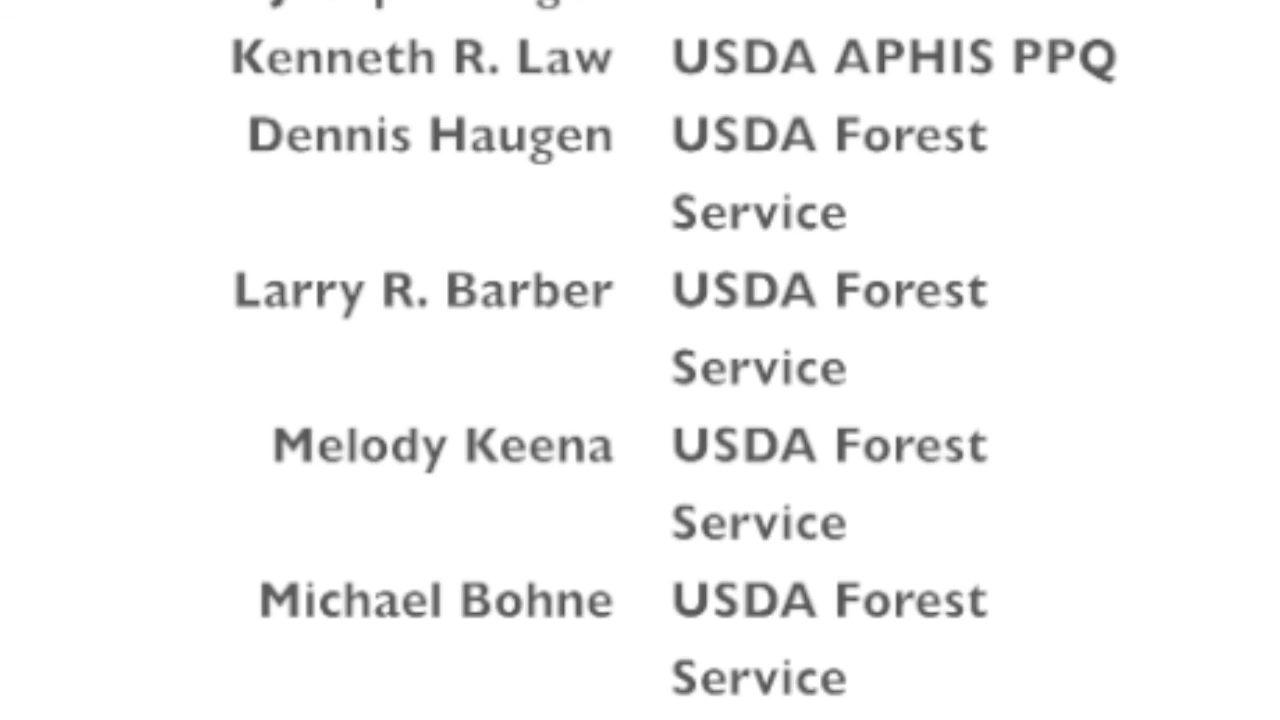 Kenneth R. Law USDA APHIS PPQ
Dennis Haugen USDA Forest
Service
Larry R. Barber USDA Forest
Service
Melody Keena USDA Forest
Service
Michael Bohne USDA Forest
Service